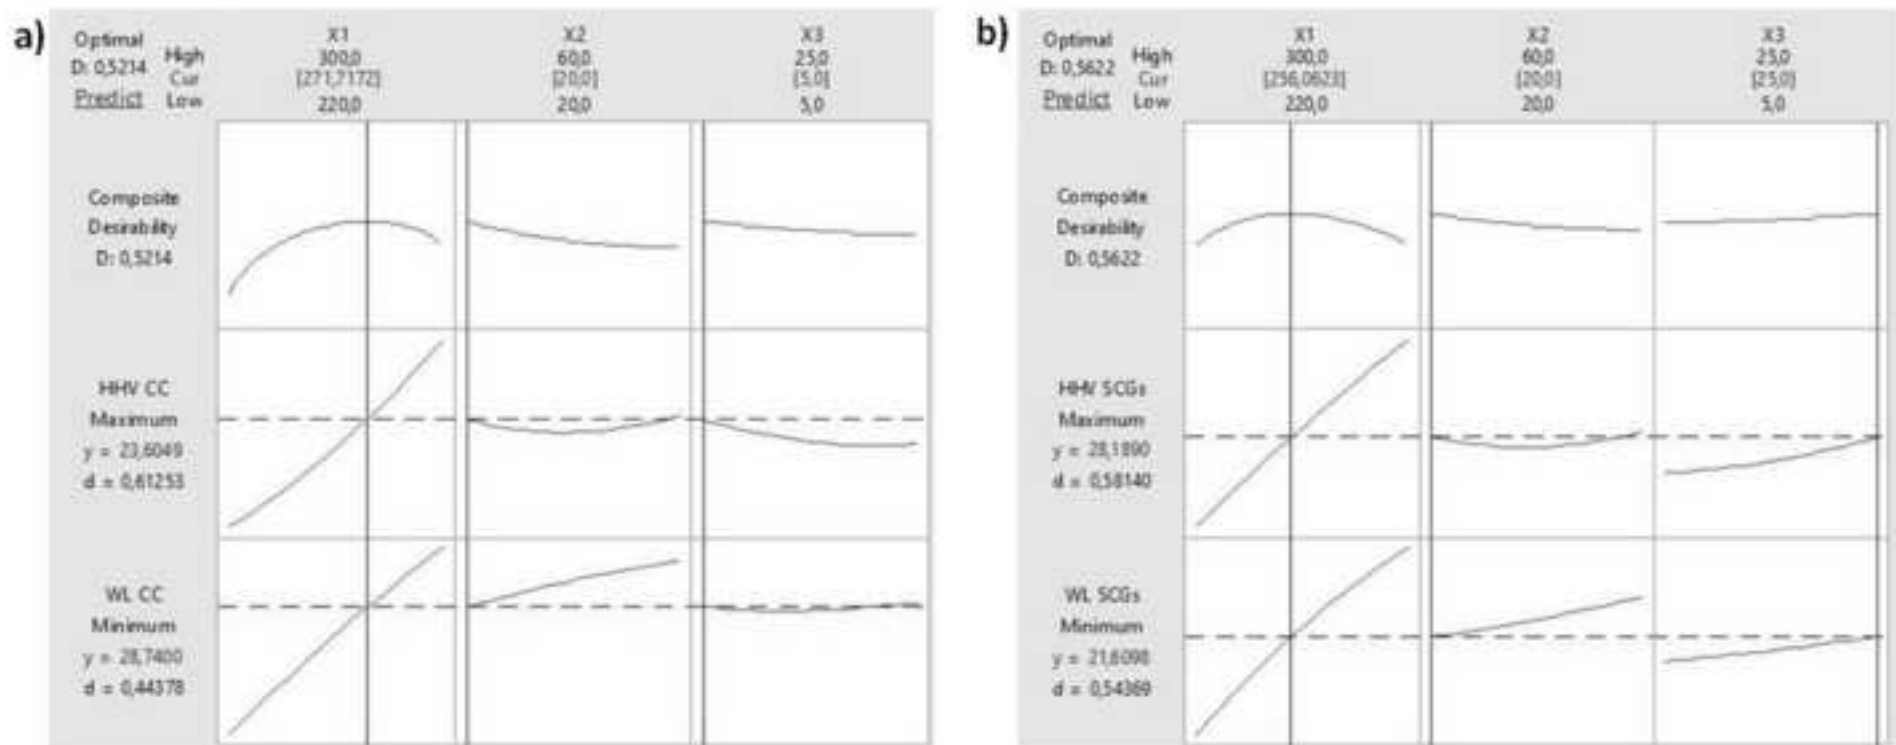 a)
Optimal
D: 0,5214
Predict
High
Cur
Low
X1
300,0
[271,7172]
220,0
X2
60,0
[20,0]
20,0
X3
25,0
[5,0]
5,0
Composite
Desirability
D: 0,5214
HHV CC
Maximum
y = 23,6049
d = 0,61253
WL CC
Minimum
y = 28,7400
d = 0,44378
b)
Optimal
D: 0,5622
Predict
High
Cur
Low
X1
300,0
[256,0623]
220,0
X2
60,0
[20,0]
20,0
X3
25,0
[25,0]
5,0
Composite
Desirability
D: 0,5622
HHV SCGs
Maximum
y = 28,1890
d = 0,58140
WL SCGs
Minimum
y = 21,6098
d = 0,54369